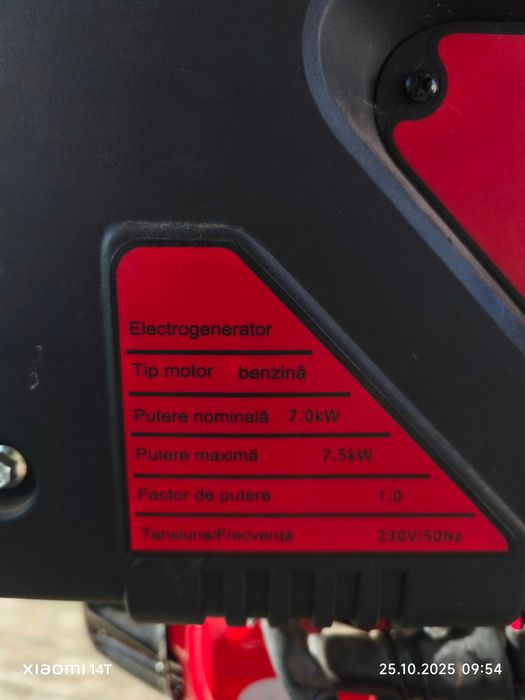 Electrogenerator
Tip motor benzină
Putere nominală 7.0kW
Putere maximă 7.5kW
Factor de putere 1.0
Tensiune/Frecvență 230V/50Hz
XIAOMI 14T 25.10.2025 09:54